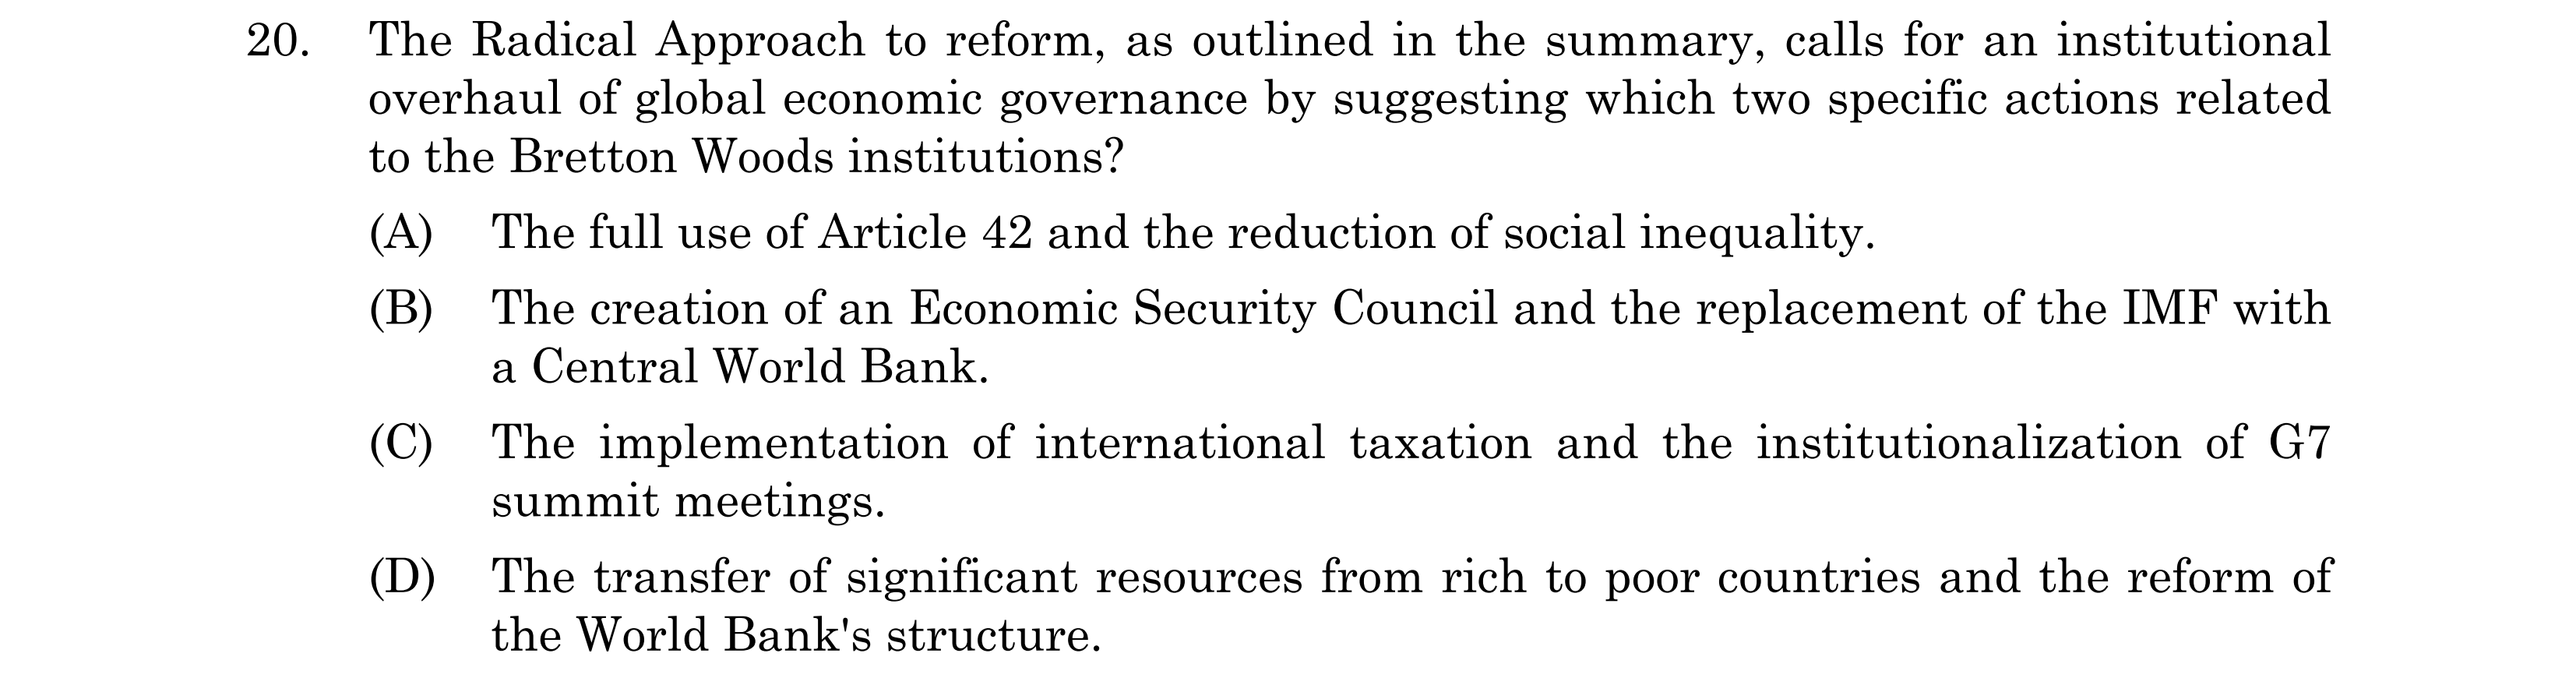 20. The Radical Approach to reform, as outlined in the summary, calls for an institutional
overhaul of global economic governance by suggesting which two specific actions related
to the Bretton Woods institutions?
(A) The full use of Article 42 and the reduction of social inequality.
(B) The creation of an Economic Security Council and the replacement of the IMF with
a Central World Bank.
(C) The implementation of international taxation and the institutionalization of G7
summit meetings.
(D) The transfer of significant resources from rich to poor countries and the reform of
the World Bank's structure.